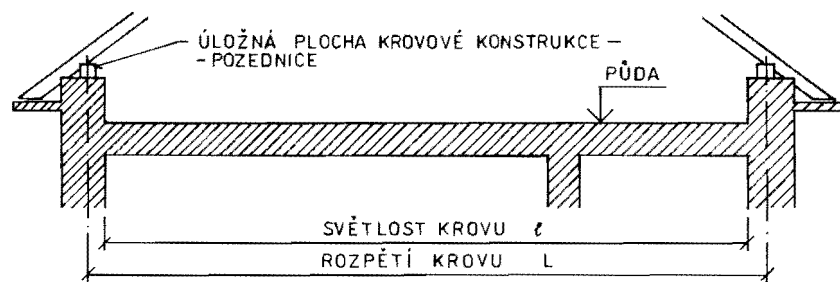 ÚLOŽNÁ PLOCHA KROVOVÉ KONSTRUKCE –
- POZEDNICE
PŮDA
SVĚTLOST KROVU ℓ
ROZPĚTÍ KROVU L